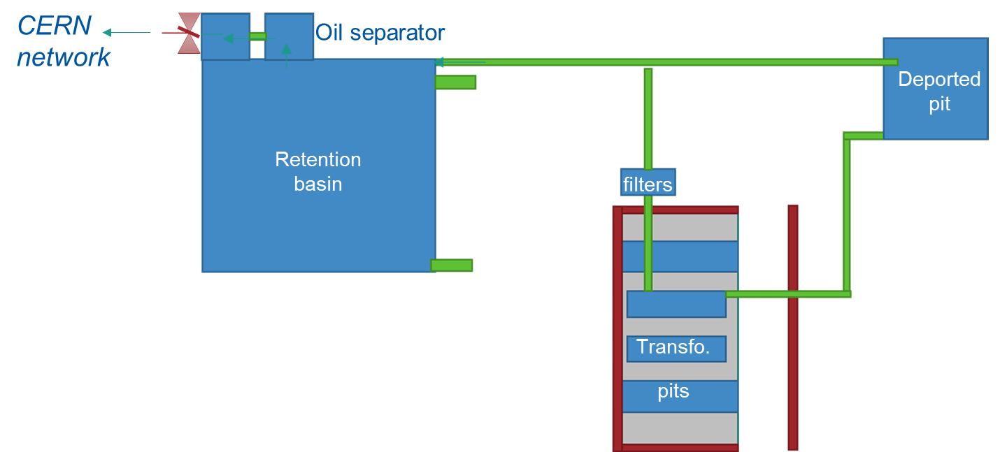 CERN
network
Oil separator
Deported
pit
Retention
basin
filters
Transfo.
pits